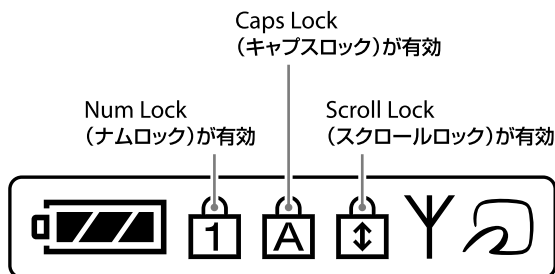 Caps Lock
（キャプスロック）が有効
Num Lock
（ナムロック）が有効
Scroll Lock
（スクロールロック）が有効
1
A